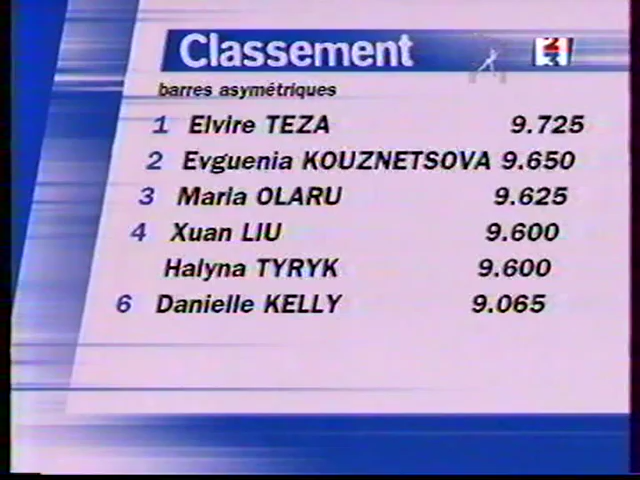 Classement
barres asymétriques
1 Elvire TEZA 9.725
2 Evguenia KOUZNETSOVA 9.650
3 Maria OLARU 9.625
4 Xuan LIU 9.600
Halyna TYRYK 9.600
6 Danielle KELLY 9.065